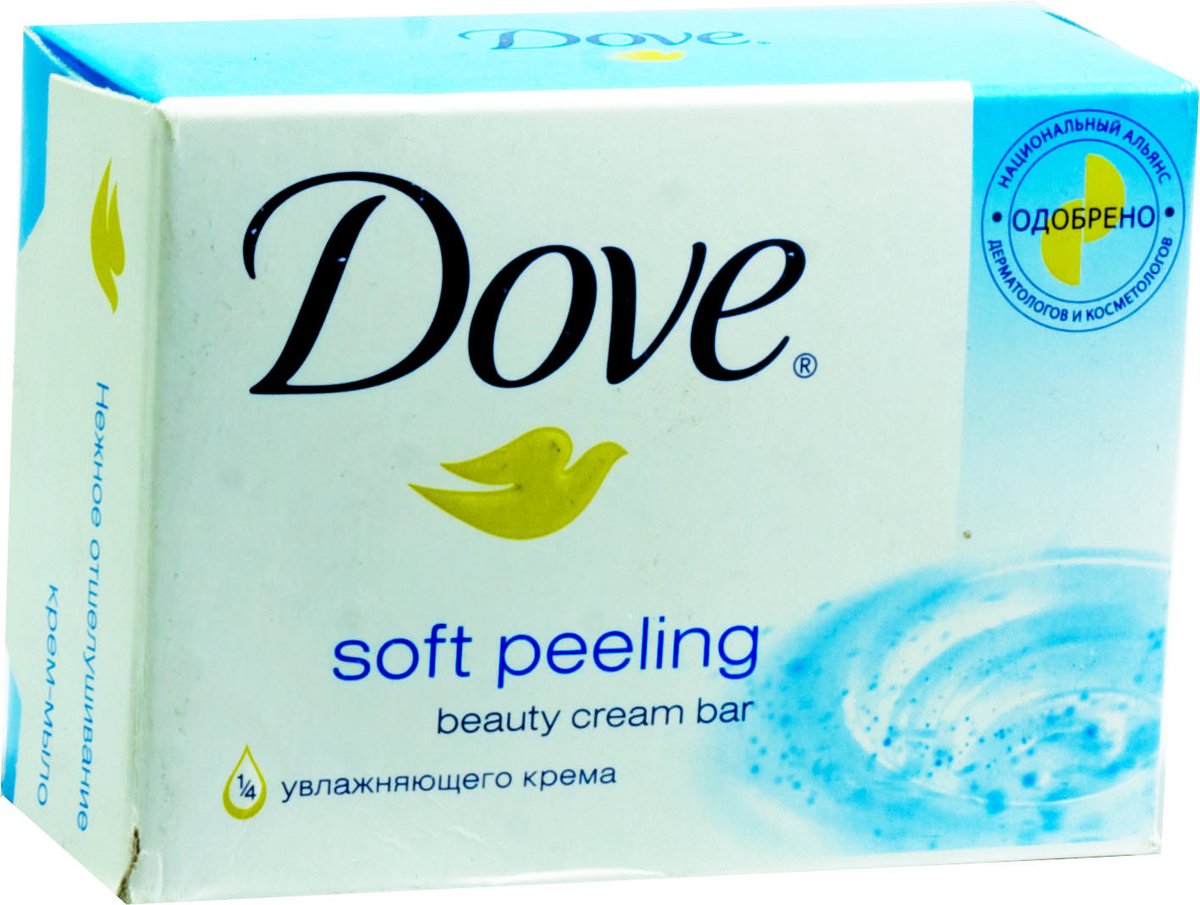 Dove
Dove®
soft peeling
beauty cream bar
1/4 увлажняющего крема
НАЦИОНАЛЬНЫЙ АЛЬЯНС
ОДОБРЕНО
ДЕРМАТОЛОГОВ И КОСМЕТОЛОГОВ
Нежное отшелушивание
крем-мыло